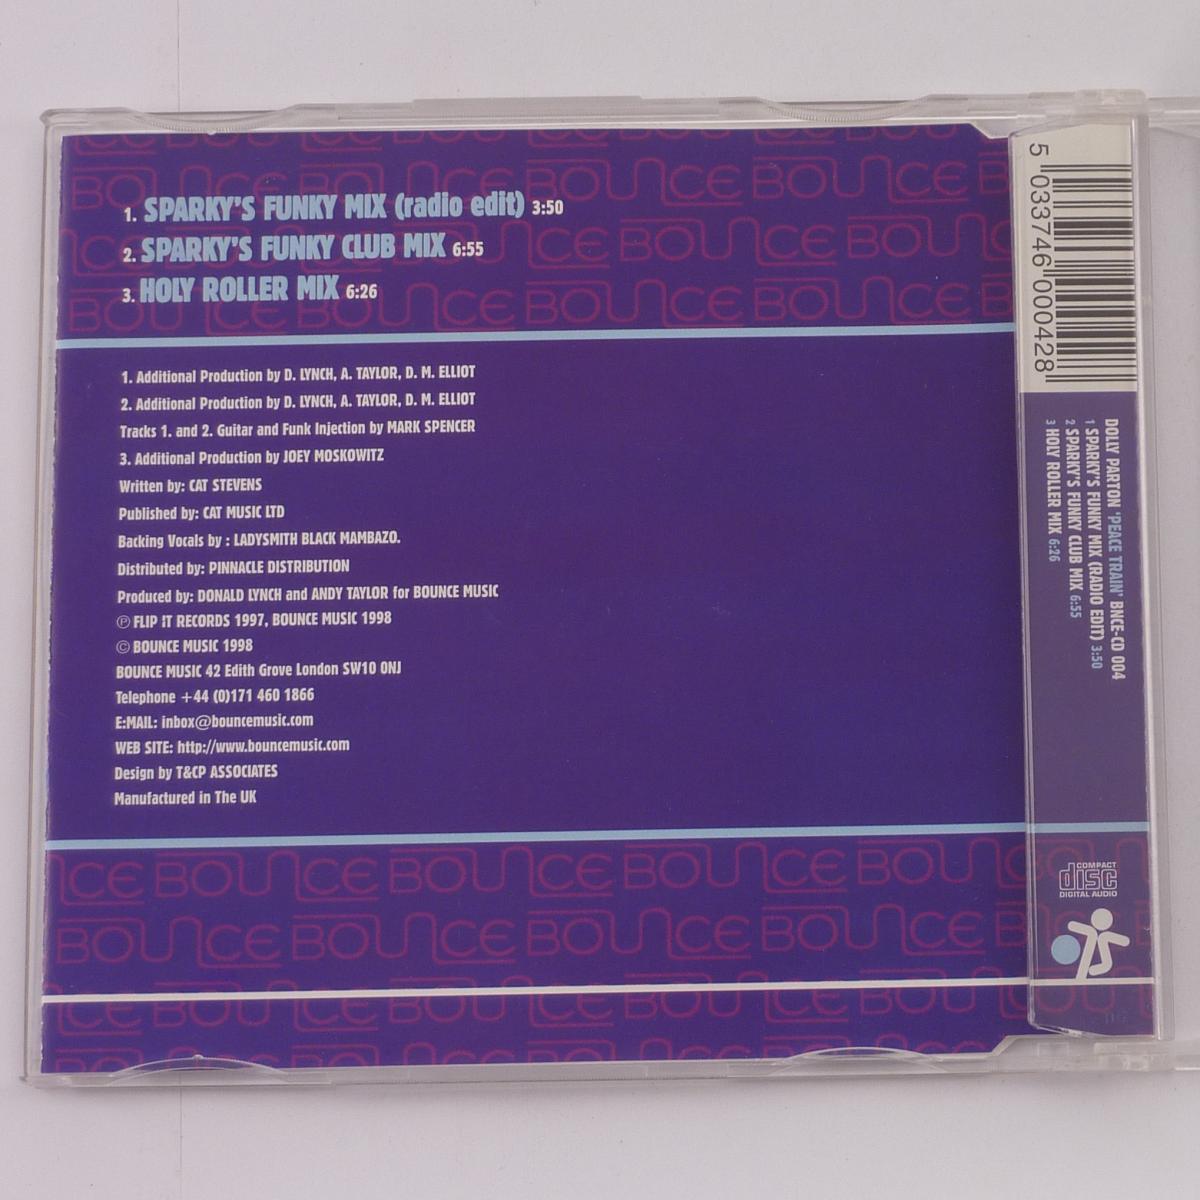 1. SPARKY'S FUNKY MIX (radio edit) 3:50
2. SPARKY'S FUNKY CLUB MIX 6:55
3. HOLY ROLLER MIX 6:26
1. Additional Production by D. LYNCH, A. TAYLOR, D. M. ELLIOT
2. Additional Production by D. LYNCH, A. TAYLOR, D. M. ELLIOT
Tracks 1. and 2. Guitar and Funk Injection by MARK SPENCER
3. Additional Production by JOEY MOSKOWITZ
Written by: CAT STEVENS
Published by: CAT MUSIC LTD
Backing Vocals by : LADYSMITH BLACK MAMBAZO.
Distributed by: PINNACLE DISTRIBUTION
Produced by: DONALD LYNCH and ANDY TAYLOR for BOUNCE MUSIC
℗ FLIP !T RECORDS 1997, BOUNCE MUSIC 1998
© BOUNCE MUSIC 1998
BOUNCE MUSIC 42 Edith Grove London SW10 0NJ
Telephone +44 (0)171 460 1866
E:MAIL: inbox@bouncemusic.com
WEB SITE: http://www.bouncemusic.com
Design by T&CP ASSOCIATES
Manufactured in The UK
BOUNCE BOUNCE BOUNCE BOUNCE
5 033746 000428
DOLLY PARTON 'PEACE TRAIN' BNCE-CD 004
1 SPARKY'S FUNKY MIX (RADIO EDIT) 3:50
2 SPARKY'S FUNKY CLUB MIX 6:55
3 HOLY ROLLER MIX 6:26
COMPACT
disc
DIGITAL AUDIO